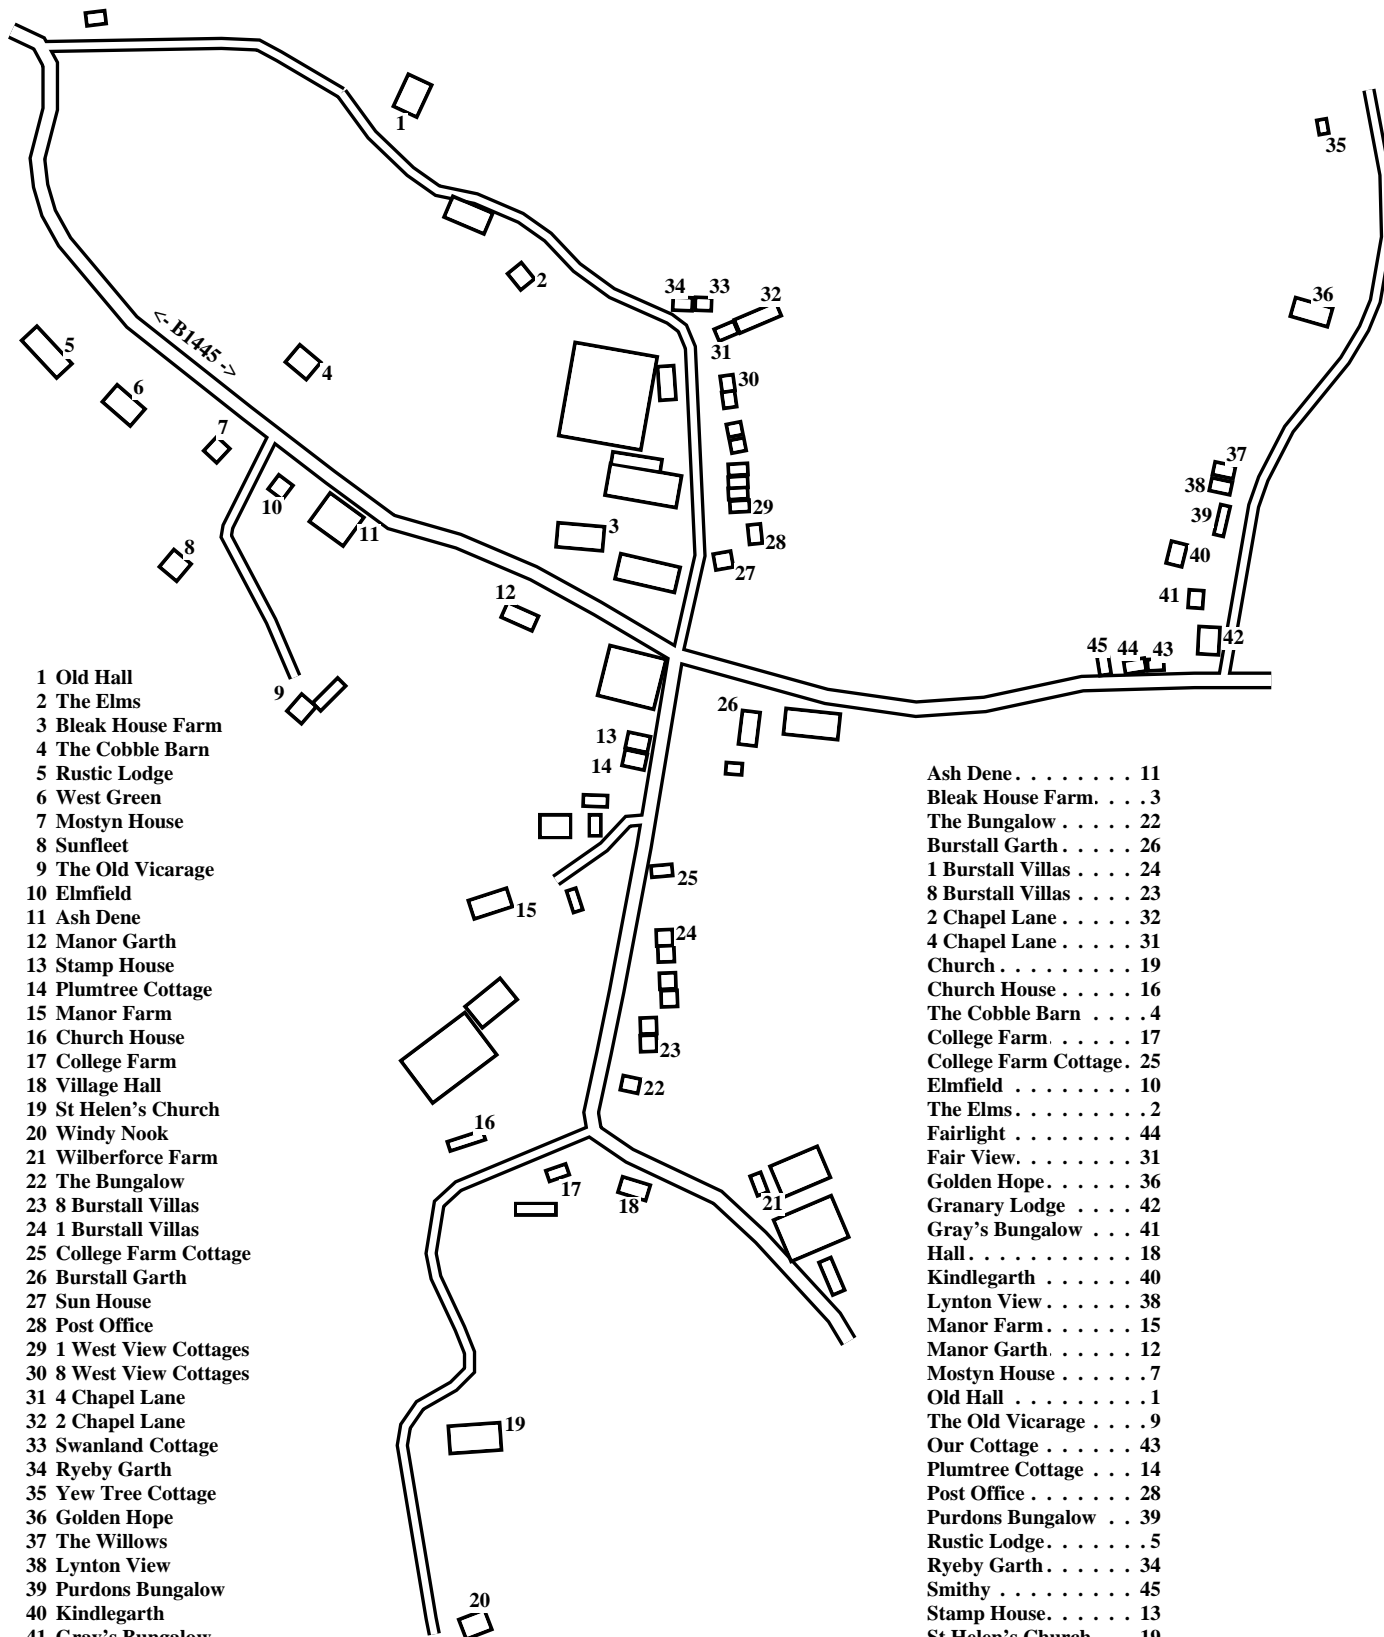 1
35
2
34
33
32
36
<- B1445 ->
5
31
4
30
6
7
37
38
10
29
39
11
3
28
8
40
27
12
41
42
45
44
43
9
26
13
14
25
15
24
23
22
16
17
18
21
19
20
1 Old Hall
2 The Elms
3 Bleak House Farm
4 The Cobble Barn
5 Rustic Lodge
6 West Green
7 Mostyn House
8 Sunfleet
9 The Old Vicarage
10 Elmfield
11 Ash Dene
12 Manor Garth
13 Stamp House
14 Plumtree Cottage
15 Manor Farm
16 Church House
17 College Farm
18 Village Hall
19 St Helen's Church
20 Windy Nook
21 Wilberforce Farm
22 The Bungalow
23 8 Burstall Villas
24 1 Burstall Villas
25 College Farm Cottage
26 Burstall Garth
27 Sun House
28 Post Office
29 1 West View Cottages
30 8 West View Cottages
31 4 Chapel Lane
32 2 Chapel Lane
33 Swanland Cottage
34 Ryeby Garth
35 Yew Tree Cottage
36 Golden Hope
37 The Willows
38 Lynton View
39 Purdons Bungalow
40 Kindlegarth
41 Gray's Bungalow
Ash Dene . . . . . . . . 11
Bleak House Farm. . . . 3
The Bungalow . . . . . 22
Burstall Garth . . . . . 26
1 Burstall Villas . . . . 24
8 Burstall Villas . . . . 23
2 Chapel Lane . . . . . 32
4 Chapel Lane . . . . . 31
Church . . . . . . . . . 19
Church House . . . . . 16
The Cobble Barn . . . . 4
College Farm. . . . . . 17
College Farm Cottage . 25
Elmfield . . . . . . . . 10
The Elms . . . . . . . . 2
Fairlight . . . . . . . . 44
Fair View. . . . . . . . 31
Golden Hope . . . . . . 36
Granary Lodge . . . . 42
Gray's Bungalow . . . 41
Hall . . . . . . . . . . . 18
Kindlegarth . . . . . . 40
Lynton View . . . . . . 38
Manor Farm . . . . . . 15
Manor Garth. . . . . . 12
Mostyn House . . . . . . 7
Old Hall . . . . . . . . . 1
The Old Vicarage . . . . 9
Our Cottage . . . . . . 43
Plumtree Cottage . . . 14
Post Office . . . . . . . 28
Purdons Bungalow . . 39
Rustic Lodge . . . . . . 5
Ryeby Garth . . . . . . 34
Smithy . . . . . . . . . 45
Stamp House . . . . . . 13
St Helen's Church . . . 19